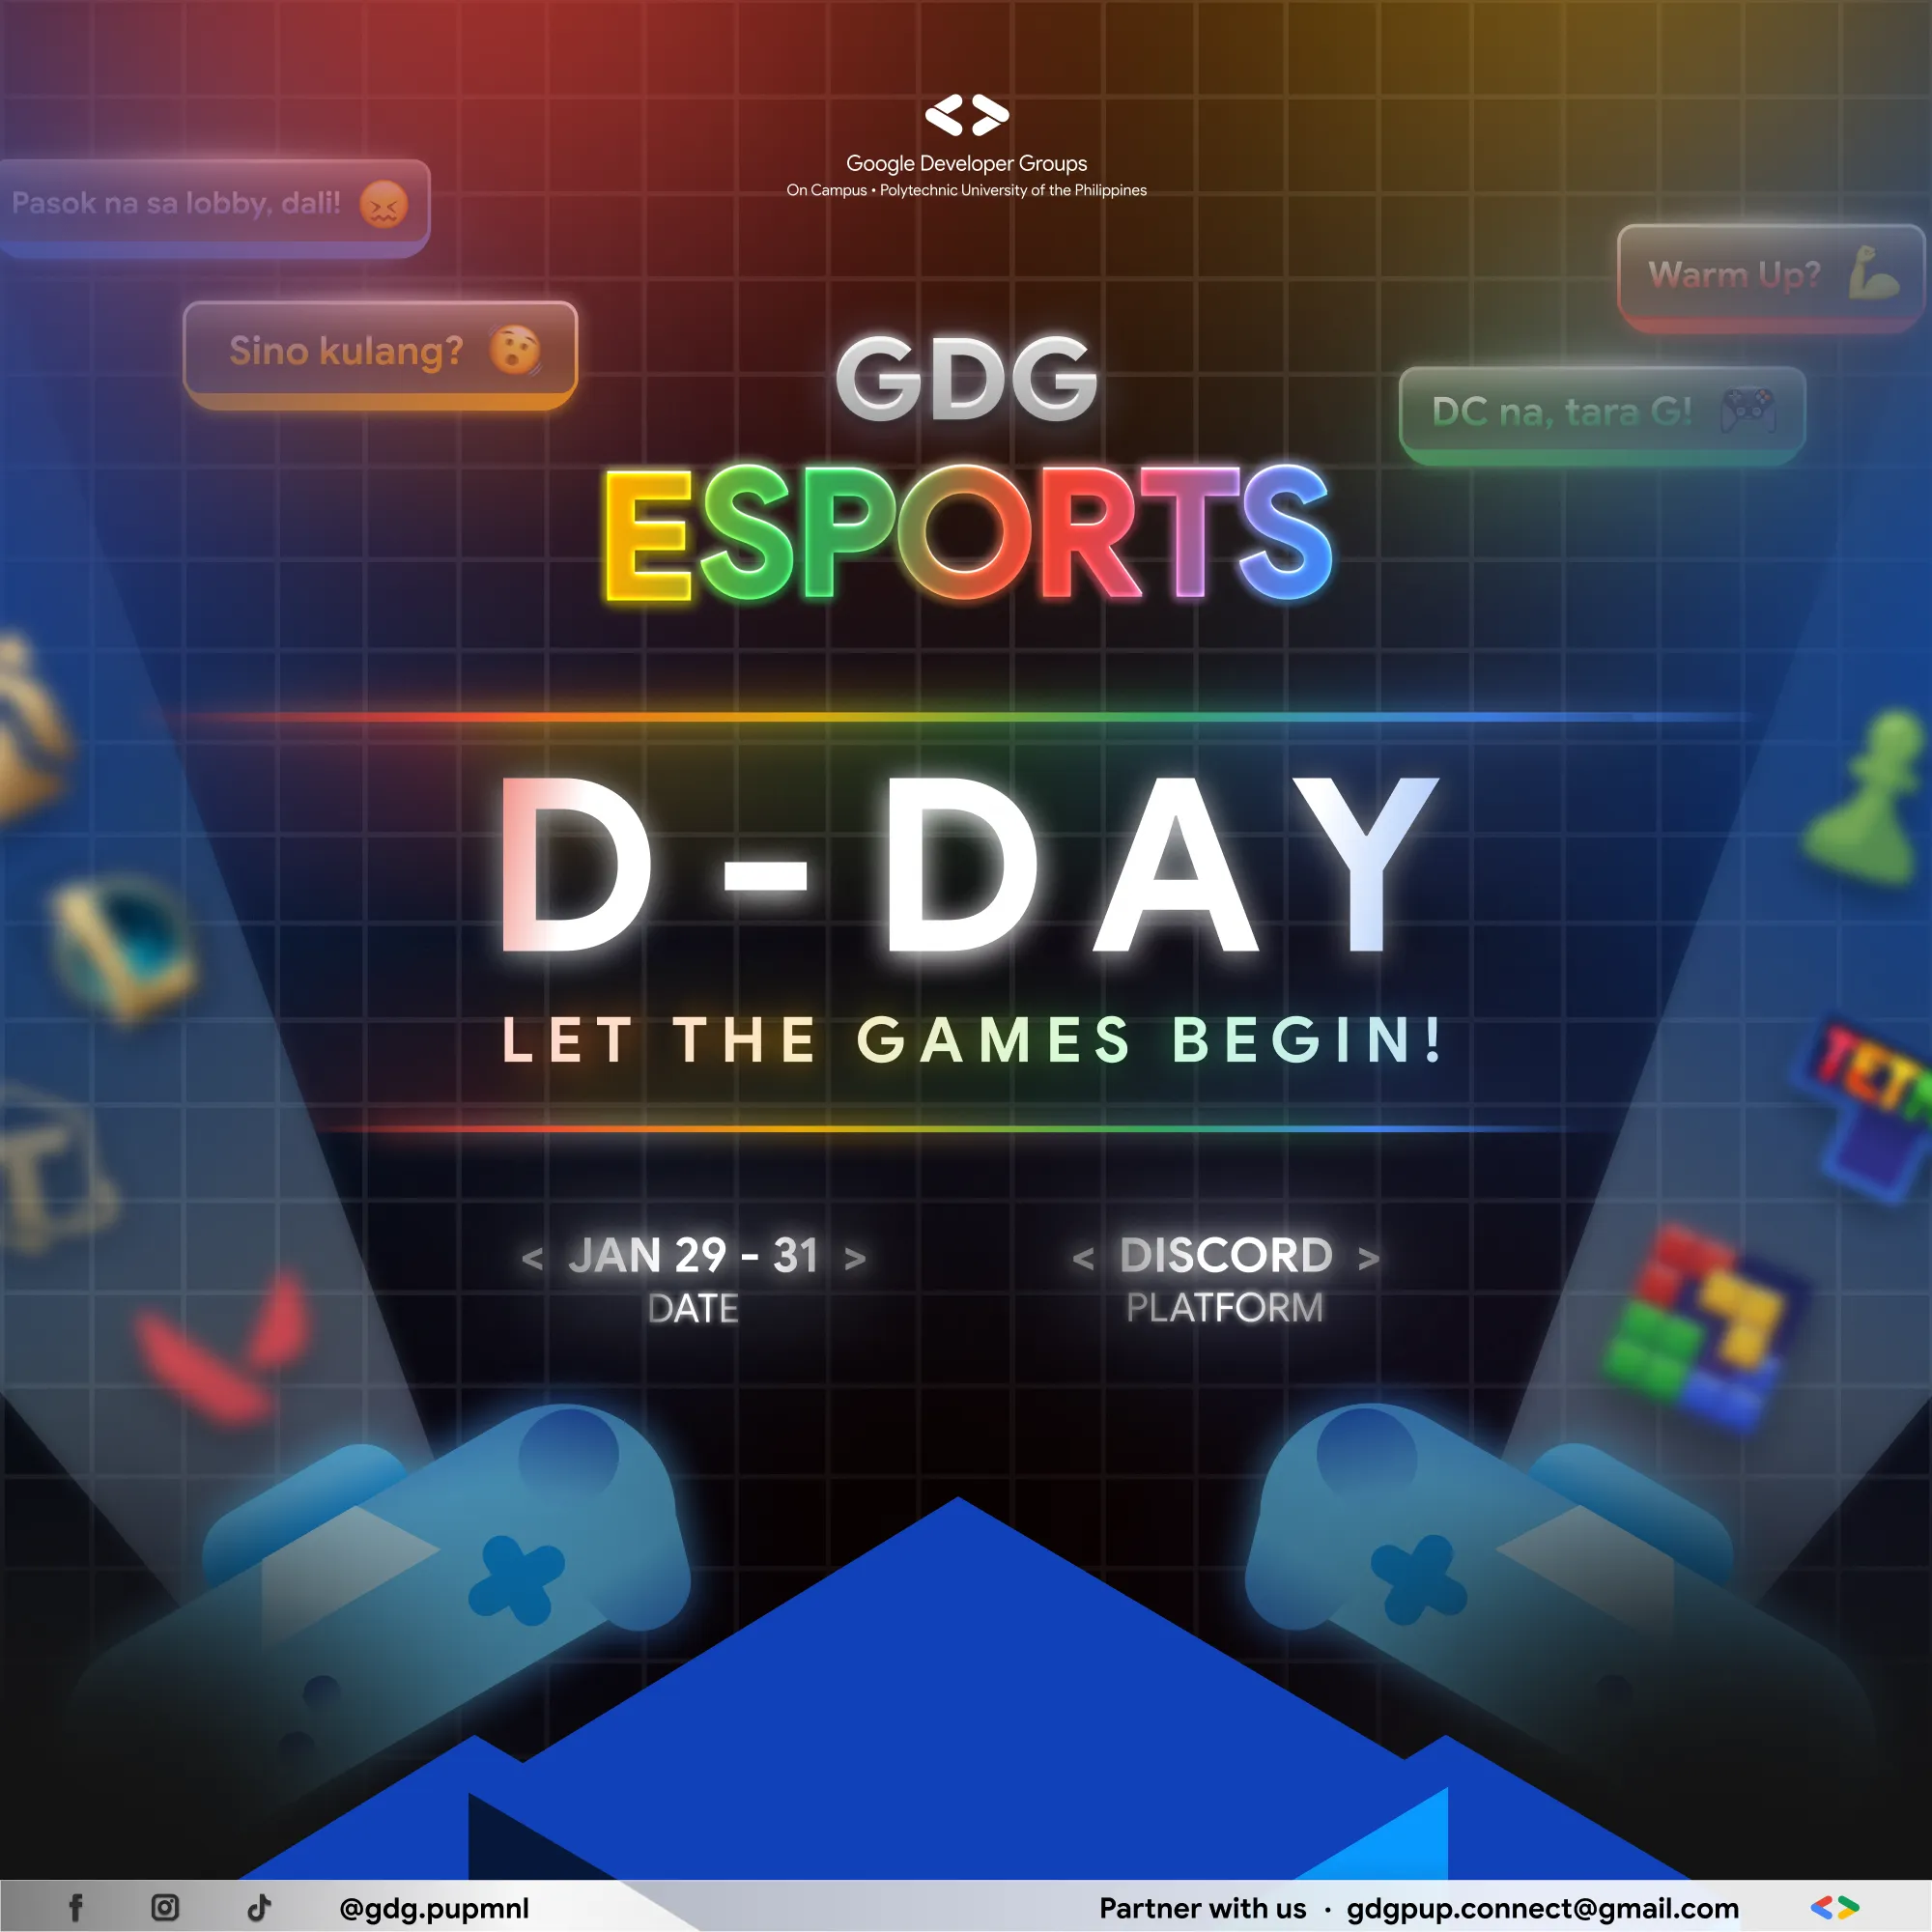 Google Developer Groups
On Campus • Polytechnic University of the Philippines
Pasok na sa lobby, dali!
Sino kulang?
Warm Up?
DC na, tara G!
GDG
ESPORTS
D-DAY
LET THE GAMES BEGIN!
< JAN 29 - 31 >
DATE
< DISCORD >
PLATFORM
@gdg.pupmnl
Partner with us · gdgpup.connect@gmail.com